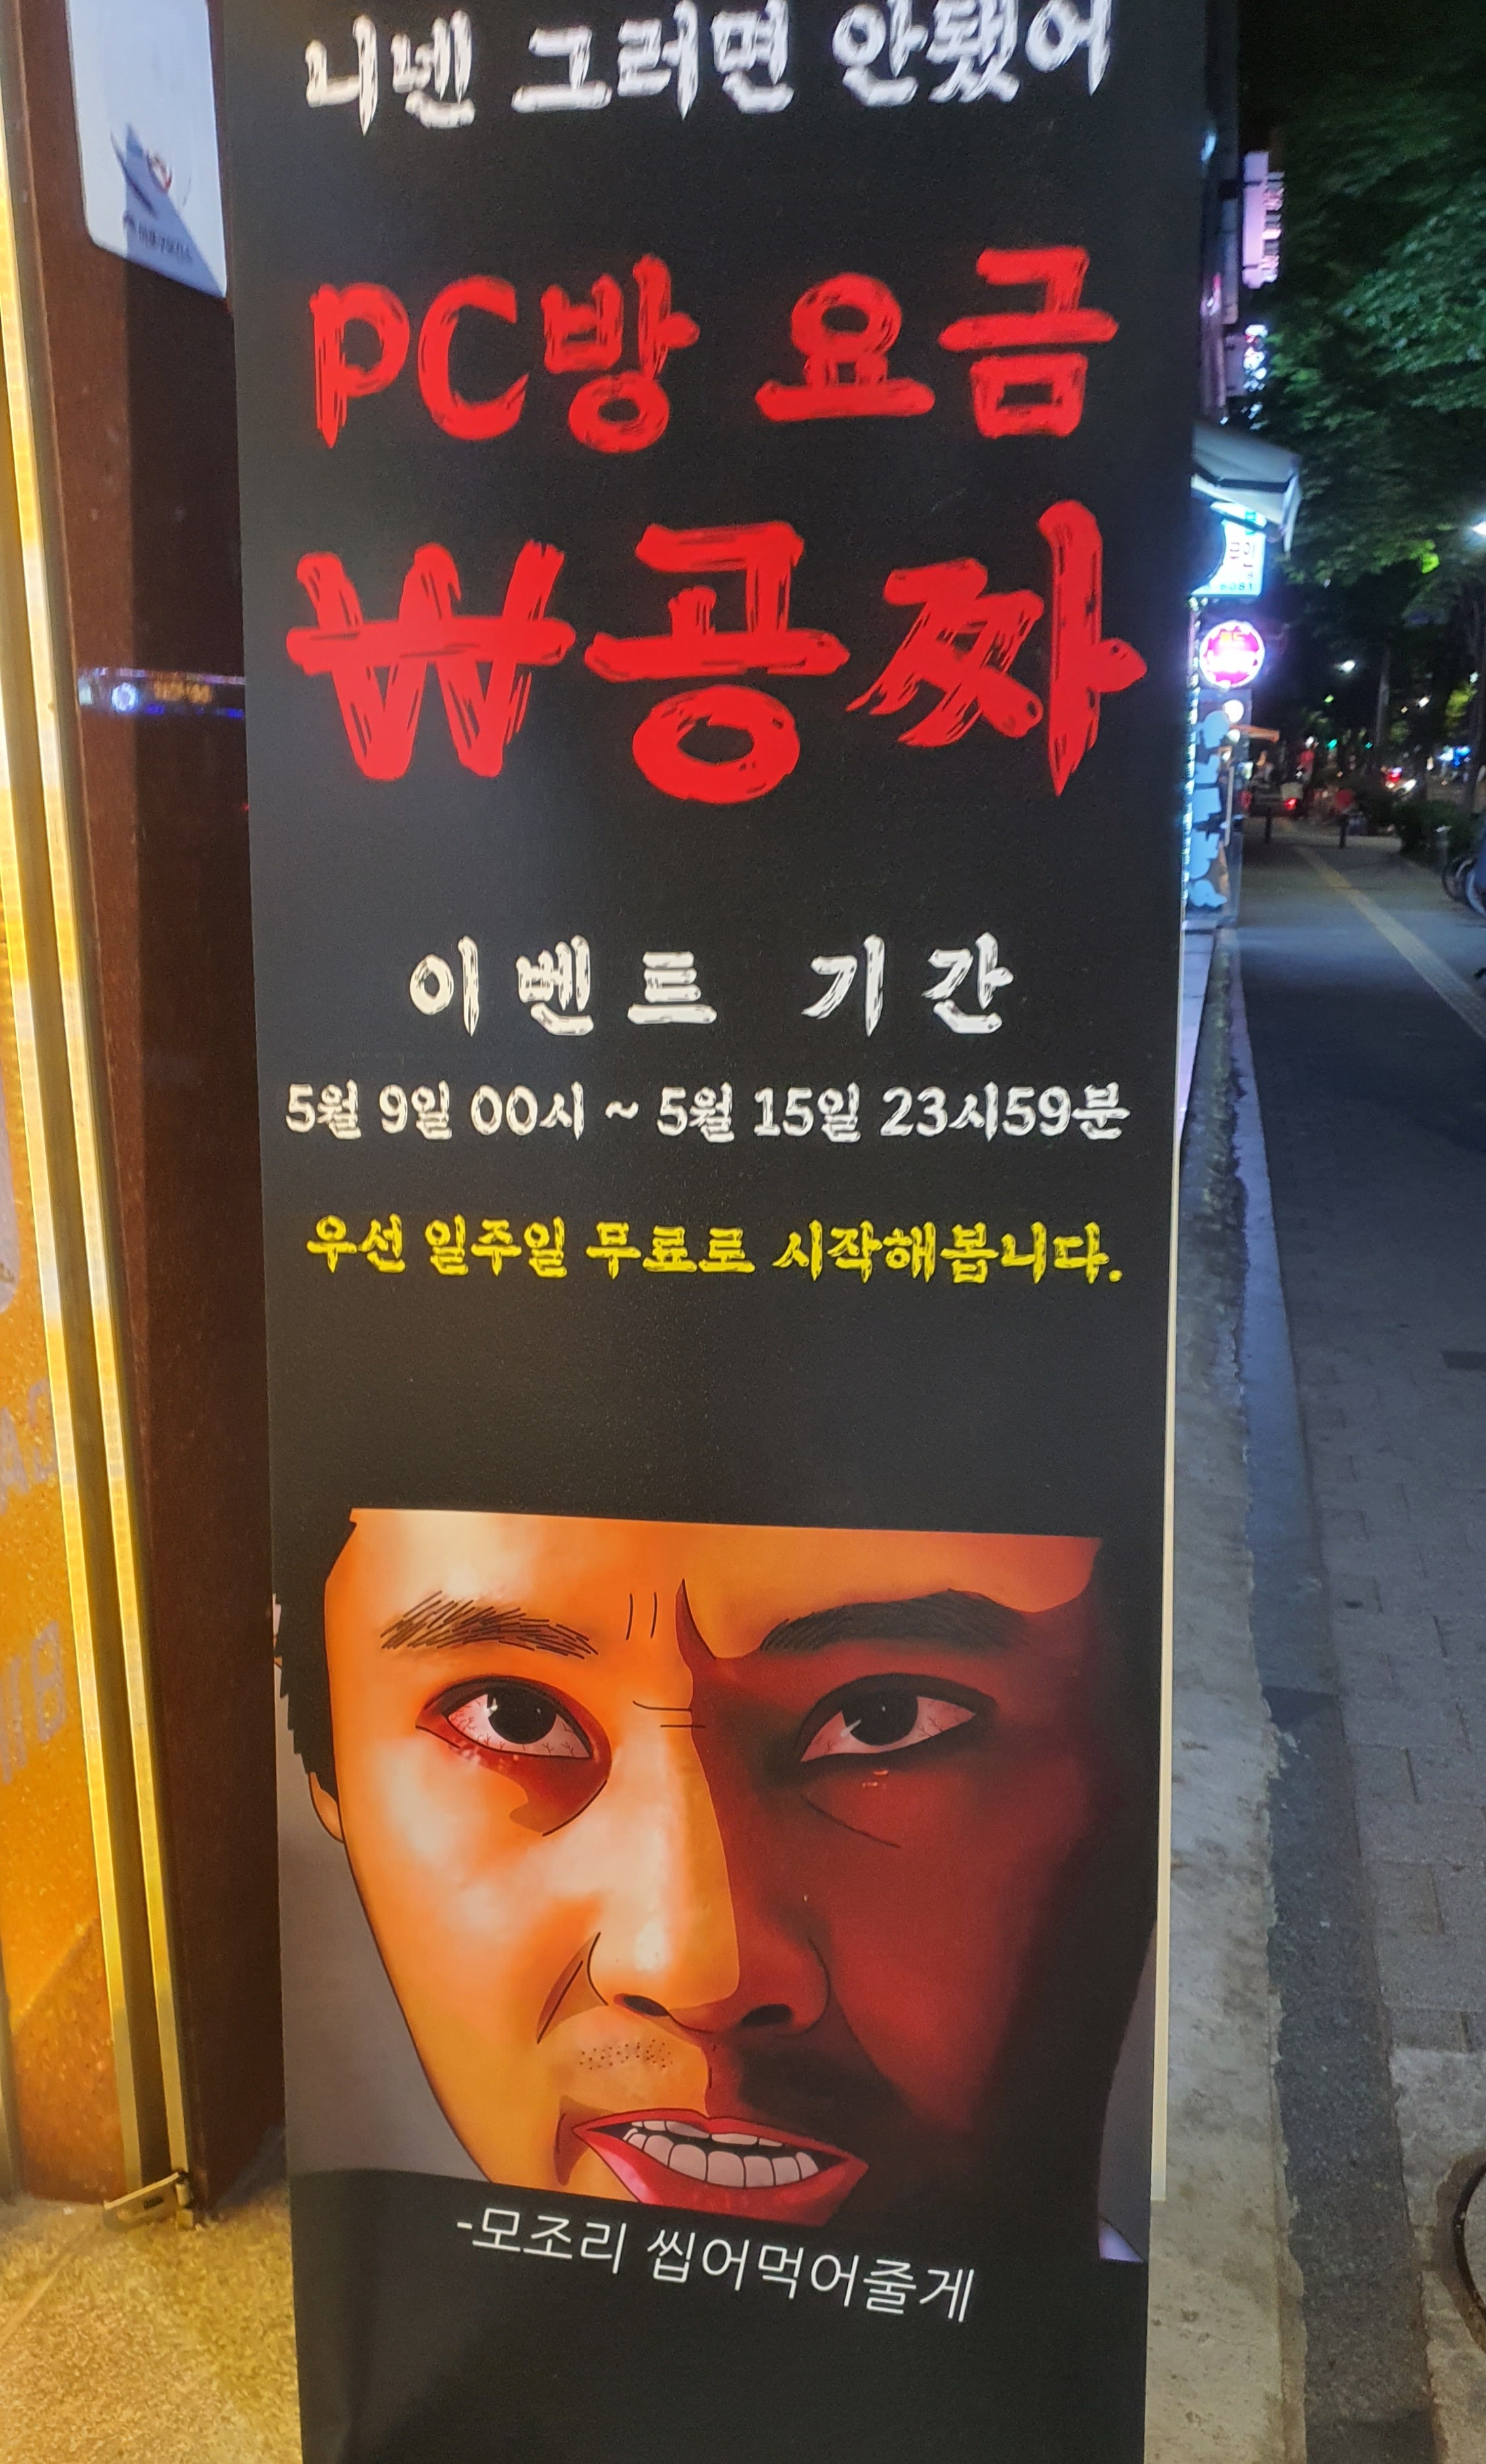 니넨 그러면 안됐어
PC방 요금
₩공짜
이벤트 기간
5월 9일 00시 ~ 5월 15일 23시59분
우선 일주일 무료로 시작해봅니다.
-모조리 씹어먹어줄게